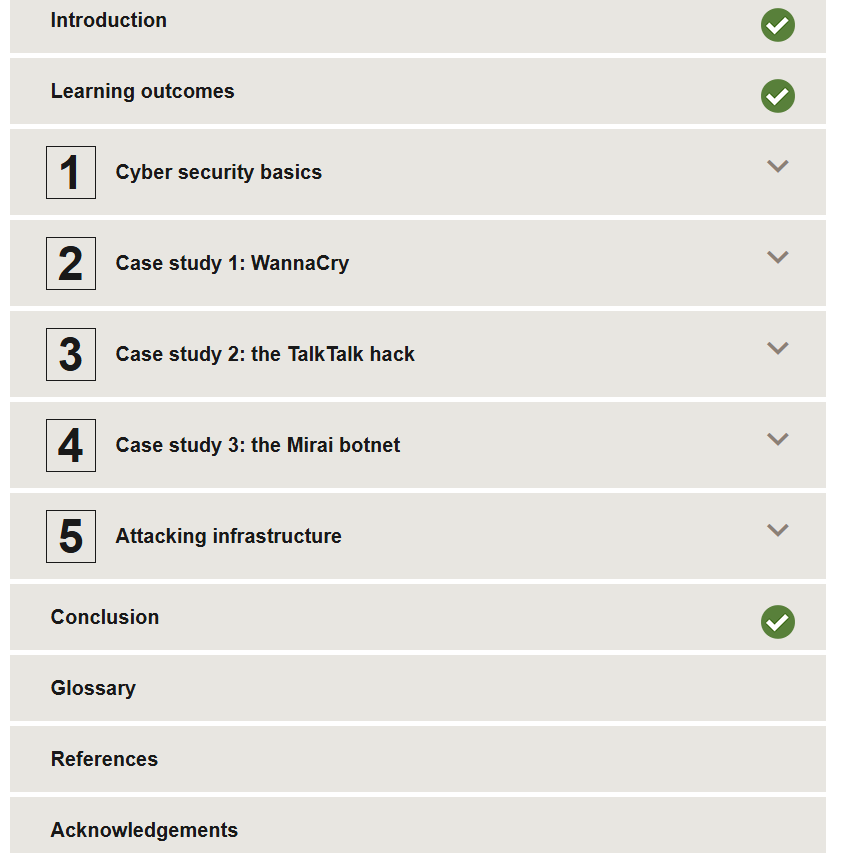 Introduction
Learning outcomes
1 Cyber security basics
2 Case study 1: WannaCry
3 Case study 2: the TalkTalk hack
4 Case study 3: the Mirai botnet
5 Attacking infrastructure
Conclusion
Glossary
References
Acknowledgements